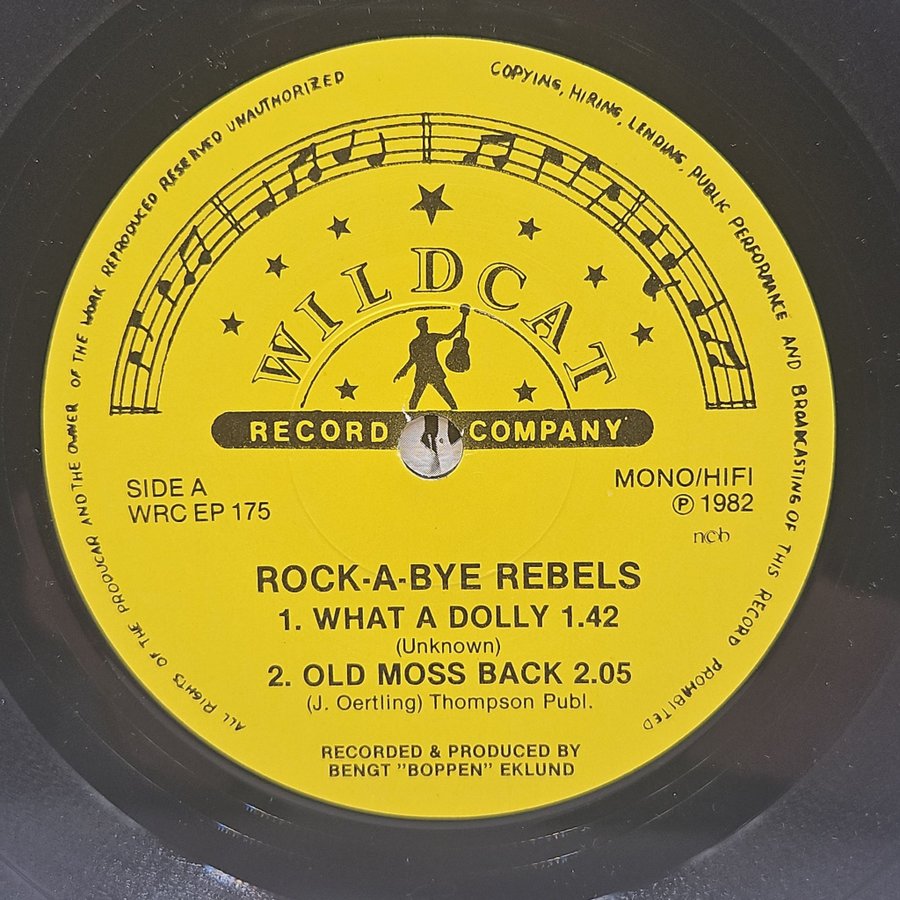 ALL RIGHTS OF THE PRODUCAR AND THE OWNER OF THE WORK REPRODUCED RESERVED UNAUTHORIZED
COPYING, HIRING, LENDING, PUBLIC PERFORMANCE AND BROADCASTING OF THIS RECORD PROHIBITED
WILDCAT
RECORD COMPANY
SIDE A
WRC EP 175
MONO/HIFI
Ⓟ 1982
ncb
ROCK-A-BYE REBELS
1. WHAT A DOLLY 1.42
(Unknown)
2. OLD MOSS BACK 2.05
(J. Oertling) Thompson Publ.
RECORDED & PRODUCED BY
BENGT "BOPPEN" EKLUND